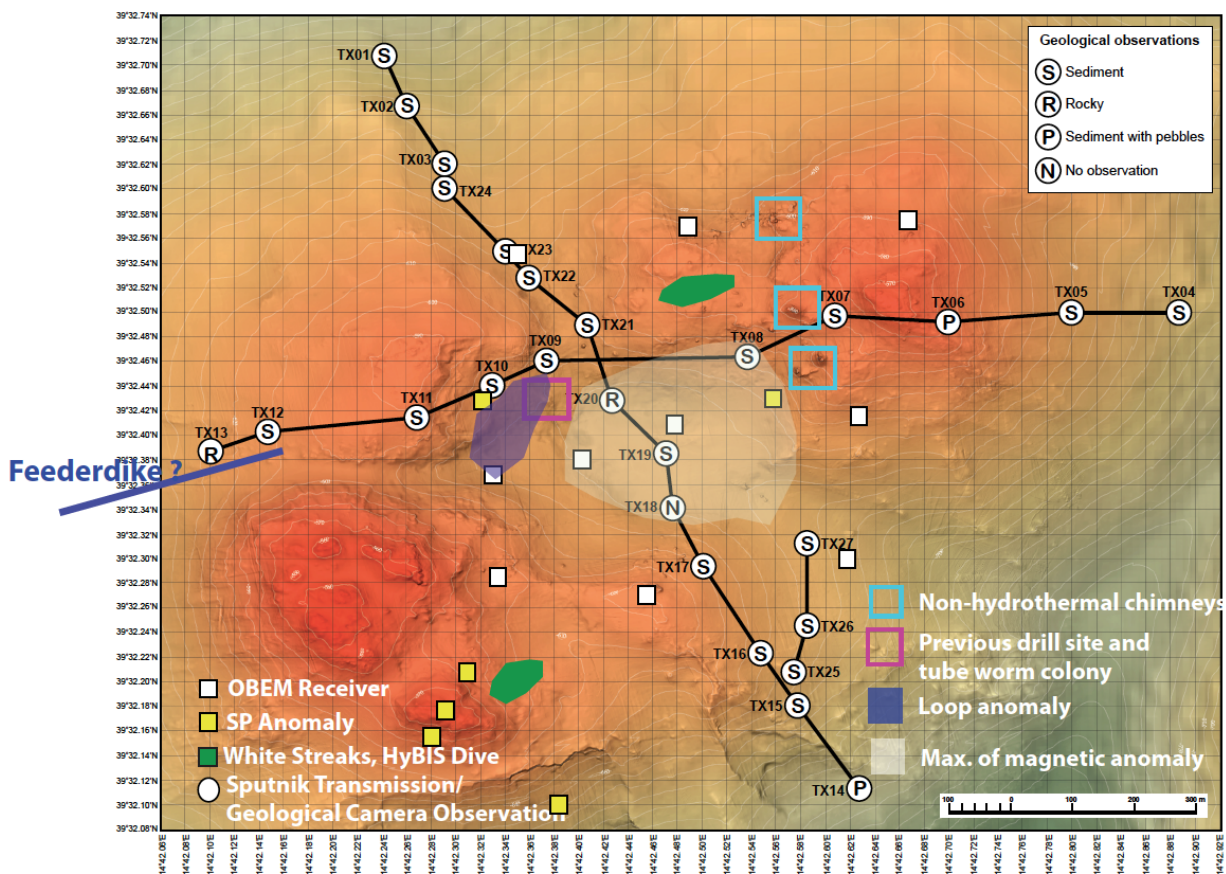 39°32.74'N
39°32.72'N
39°32.70'N
39°32.68'N
39°32.66'N
39°32.64'N
39°32.62'N
39°32.60'N
39°32.58'N
39°32.56'N
39°32.54'N
39°32.52'N
39°32.50'N
39°32.48'N
39°32.46'N
39°32.44'N
39°32.42'N
39°32.40'N
39°32.38'N
39°32.36'N
39°32.34'N
39°32.32'N
39°32.30'N
39°32.28'N
39°32.26'N
39°32.24'N
39°32.22'N
39°32.20'N
39°32.18'N
39°32.16'N
39°32.14'N
39°32.12'N
39°32.10'N
39°32.08'N
Geological observations
S Sediment
R Rocky
P Sediment with pebbles
N No observation
TX01 S
TX02 S
TX03 S
S TX24
S TX23
S TX22
S TX21
TX04 S
TX05 S
TX06 P
TX07 S
TX08 S
TX09 S
TX10 S
TX11 S
TX12 S
TX13 R
TX20 R
TX19 S
TX18 N
TX17 S
TX16 S
TX15 S
TX14 P
S TX27
S TX26
S TX25
Feederdike ?
OBEM Receiver
SP Anomaly
White Streaks, HyBIS Dive
Sputnik Transmission/
Geological Camera Observation
Non-hydrothermal chimneys
Previous drill site and
tube worm colony
Loop anomaly
Max. of magnetic anomaly
100 0 100 200 300 m
14°42.06'E
14°42.08'E
14°42.10'E
14°42.12'E
14°42.14'E
14°42.16'E
14°42.18'E
14°42.20'E
14°42.22'E
14°42.24'E
14°42.26'E
14°42.28'E
14°42.30'E
14°42.32'E
14°42.34'E
14°42.36'E
14°42.38'E
14°42.40'E
14°42.42'E
14°42.44'E
14°42.46'E
14°42.48'E
14°42.50'E
14°42.52'E
14°42.54'E
14°42.56'E
14°42.58'E
14°42.60'E
14°42.62'E
14°42.64'E
14°42.66'E
14°42.68'E
14°42.70'E
14°42.72'E
14°42.74'E
14°42.76'E
14°42.78'E
14°42.80'E
14°42.82'E
14°42.84'E
14°42.86'E
14°42.88'E
14°42.90'E
14°42.92'E